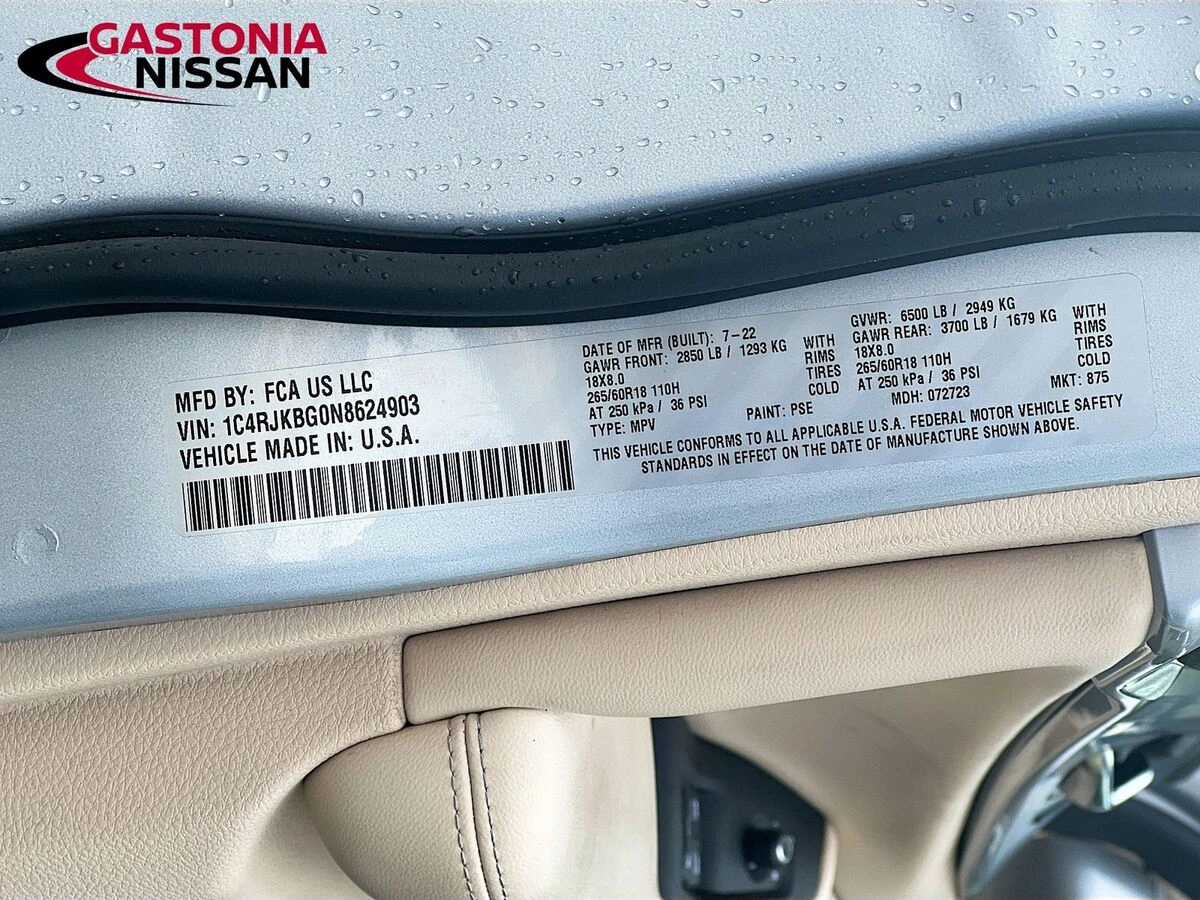 GASTONIA
NISSAN
MFD BY: FCA US LLC
VIN: 1C4RJKBG0N8624903
VEHICLE MADE IN: U.S.A.
DATE OF MFR (BUILT): 7-22
GAWR FRONT: 2850 LB / 1293 KG WITH
18X8.0 RIMS
265/60R18 110H TIRES
AT 250 kPa / 36 PSI COLD
TYPE: MPV PAINT: PSE
GVWR: 6500 LB / 2949 KG
GAWR REAR: 3700 LB / 1679 KG WITH
18X8.0 RIMS
265/60R18 110H TIRES
AT 250 kPa / 36 PSI COLD
MDH: 072723 MKT: 875
THIS VEHICLE CONFORMS TO ALL APPLICABLE U.S.A. FEDERAL MOTOR VEHICLE SAFETY
STANDARDS IN EFFECT ON THE DATE OF MANUFACTURE SHOWN ABOVE.